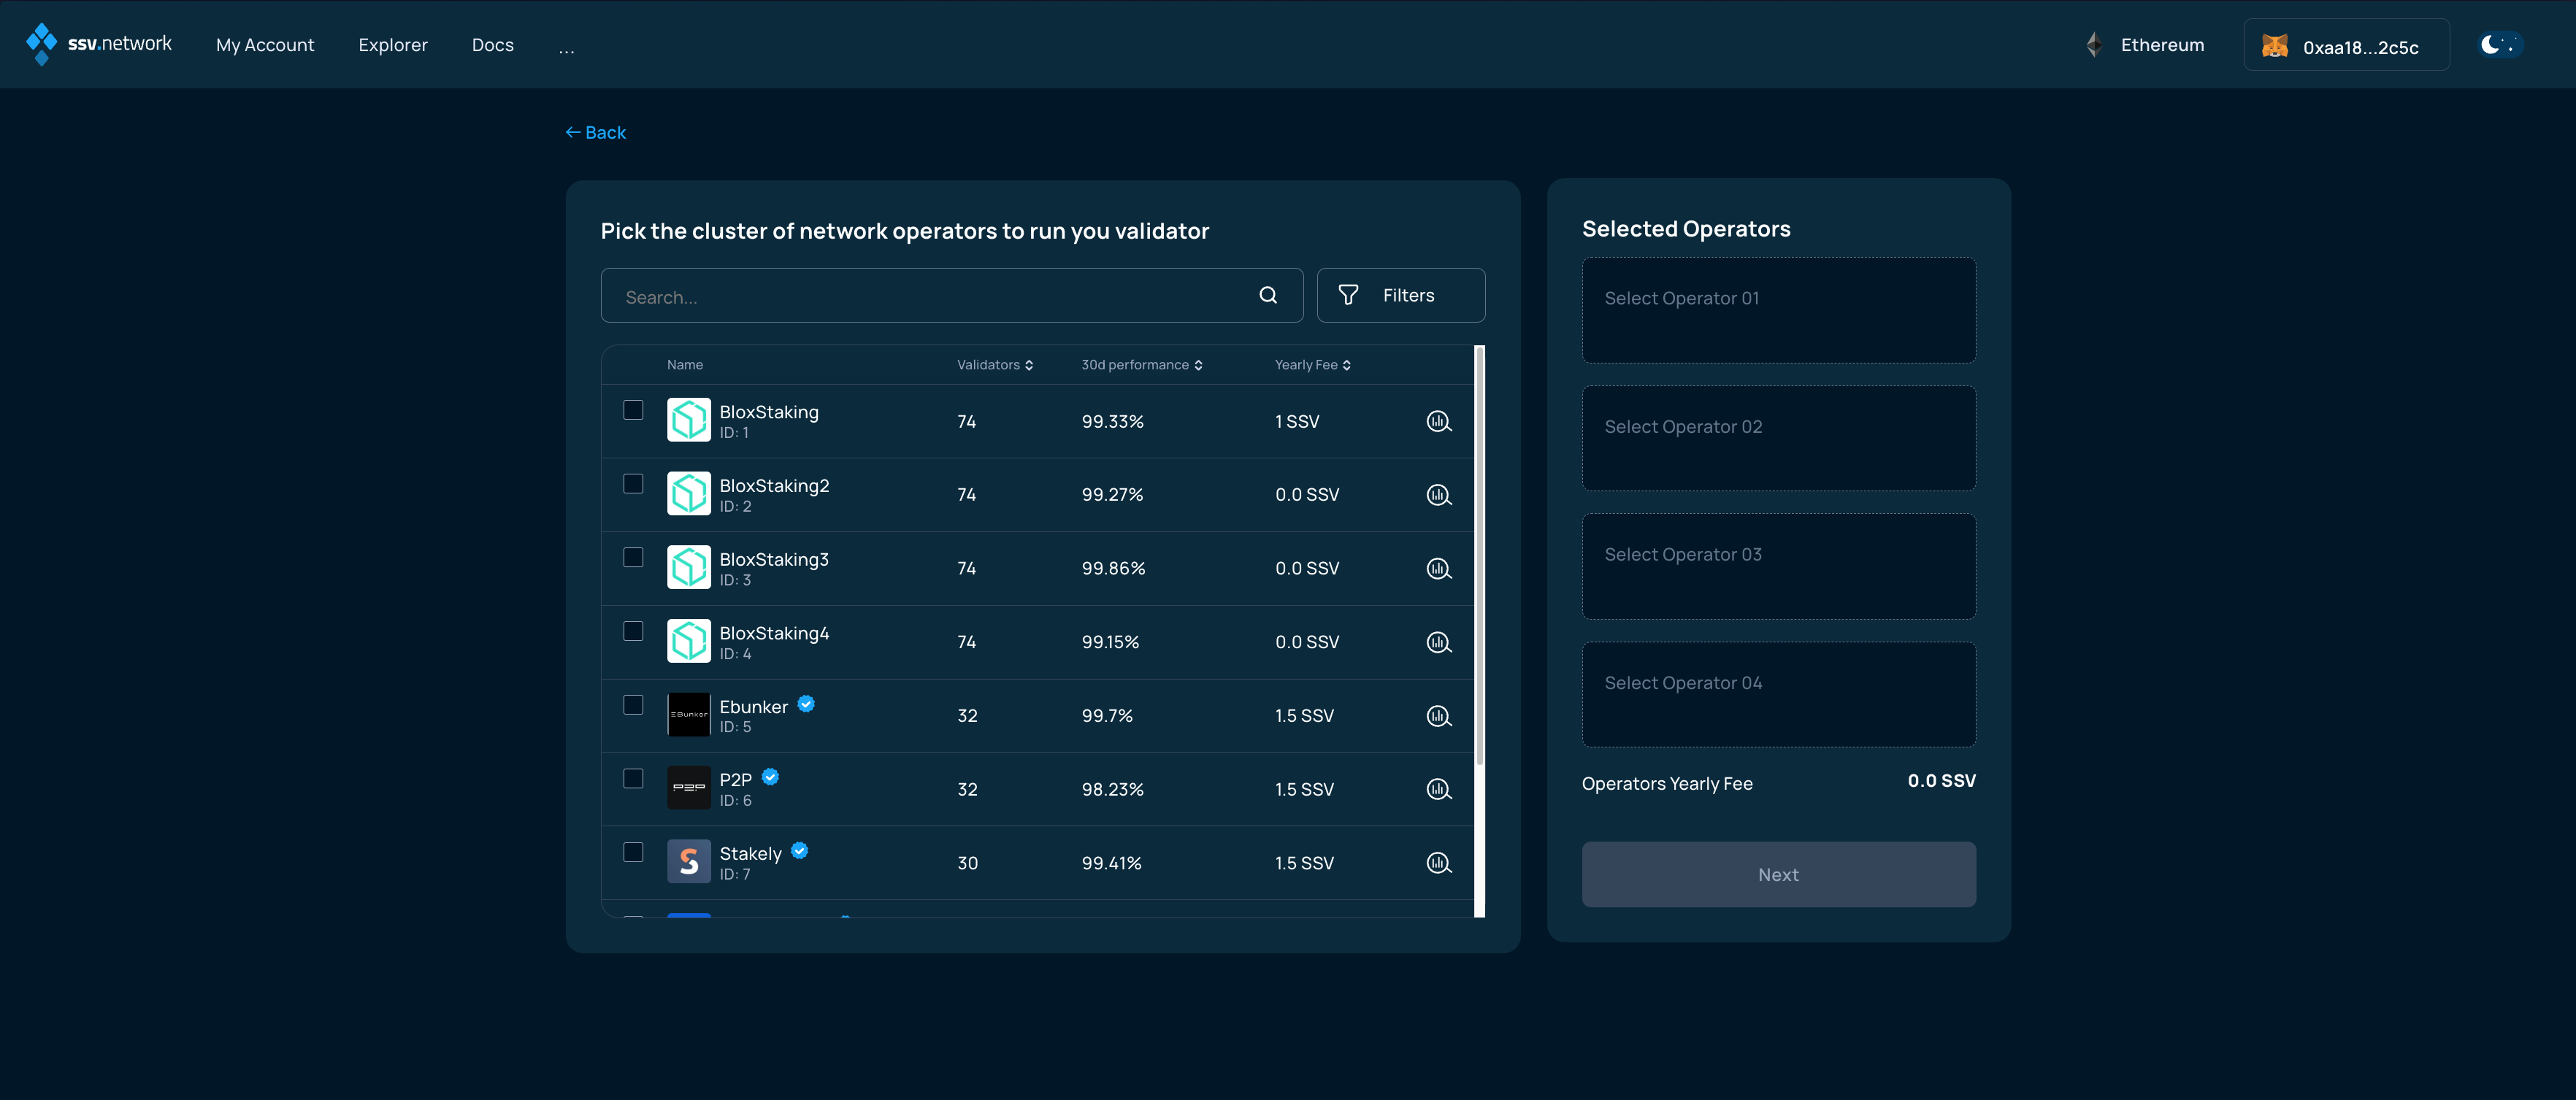 ssv.network My Account Explorer Docs ... Ethereum 0xaa18...2c5c
← Back
Pick the cluster of network operators to run you validator
Search... Filters
Name Validators 30d performance Yearly Fee
BloxStaking 74 99.33% 1 SSV
ID: 1
BloxStaking2 74 99.27% 0.0 SSV
ID: 2
BloxStaking3 74 99.86% 0.0 SSV
ID: 3
BloxStaking4 74 99.15% 0.0 SSV
ID: 4
EBunker Ebunker 32 99.7% 1.5 SSV
ID: 5
P2P P2P 32 98.23% 1.5 SSV
ID: 6
S Stakely 30 99.41% 1.5 SSV
ID: 7
Selected Operators
Select Operator 01
Select Operator 02
Select Operator 03
Select Operator 04
Operators Yearly Fee 0.0 SSV
Next